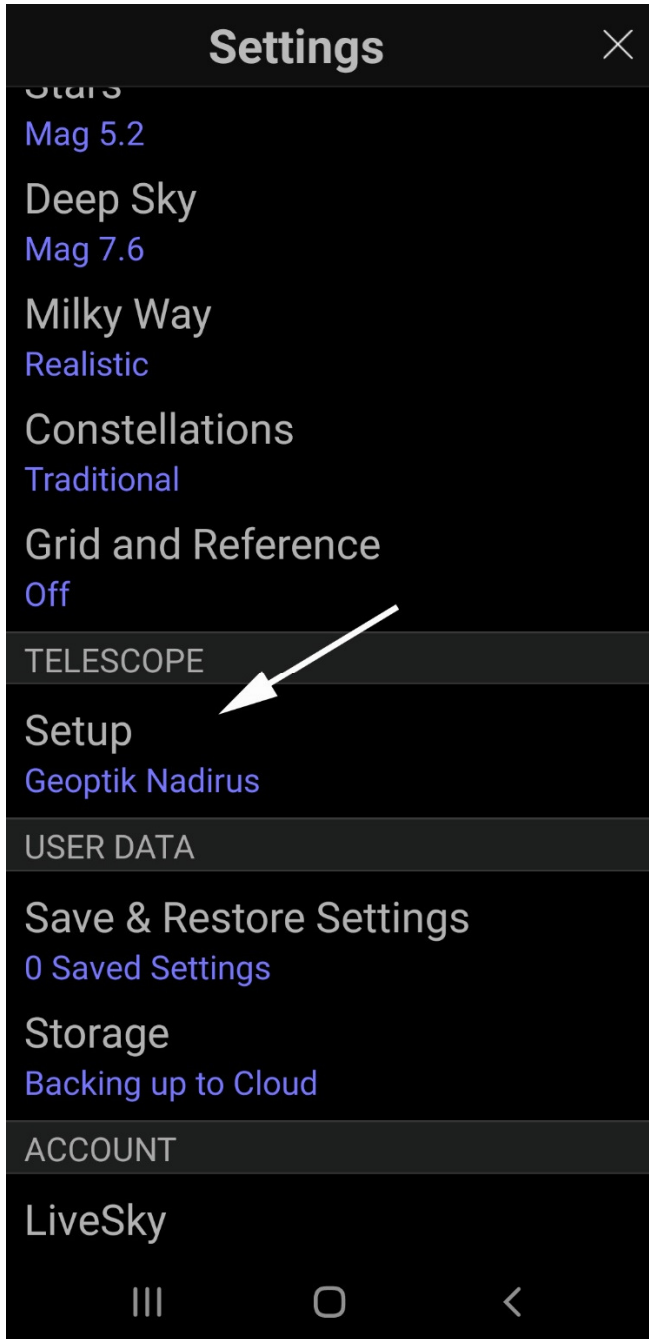 Settings
Stars
Mag 5.2
Deep Sky
Mag 7.6
Milky Way
Realistic
Constellations
Traditional
Grid and Reference
Off
TELESCOPE
Setup
Geoptik Nadirus
USER DATA
Save & Restore Settings
0 Saved Settings
Storage
Backing up to Cloud
ACCOUNT
LiveSky